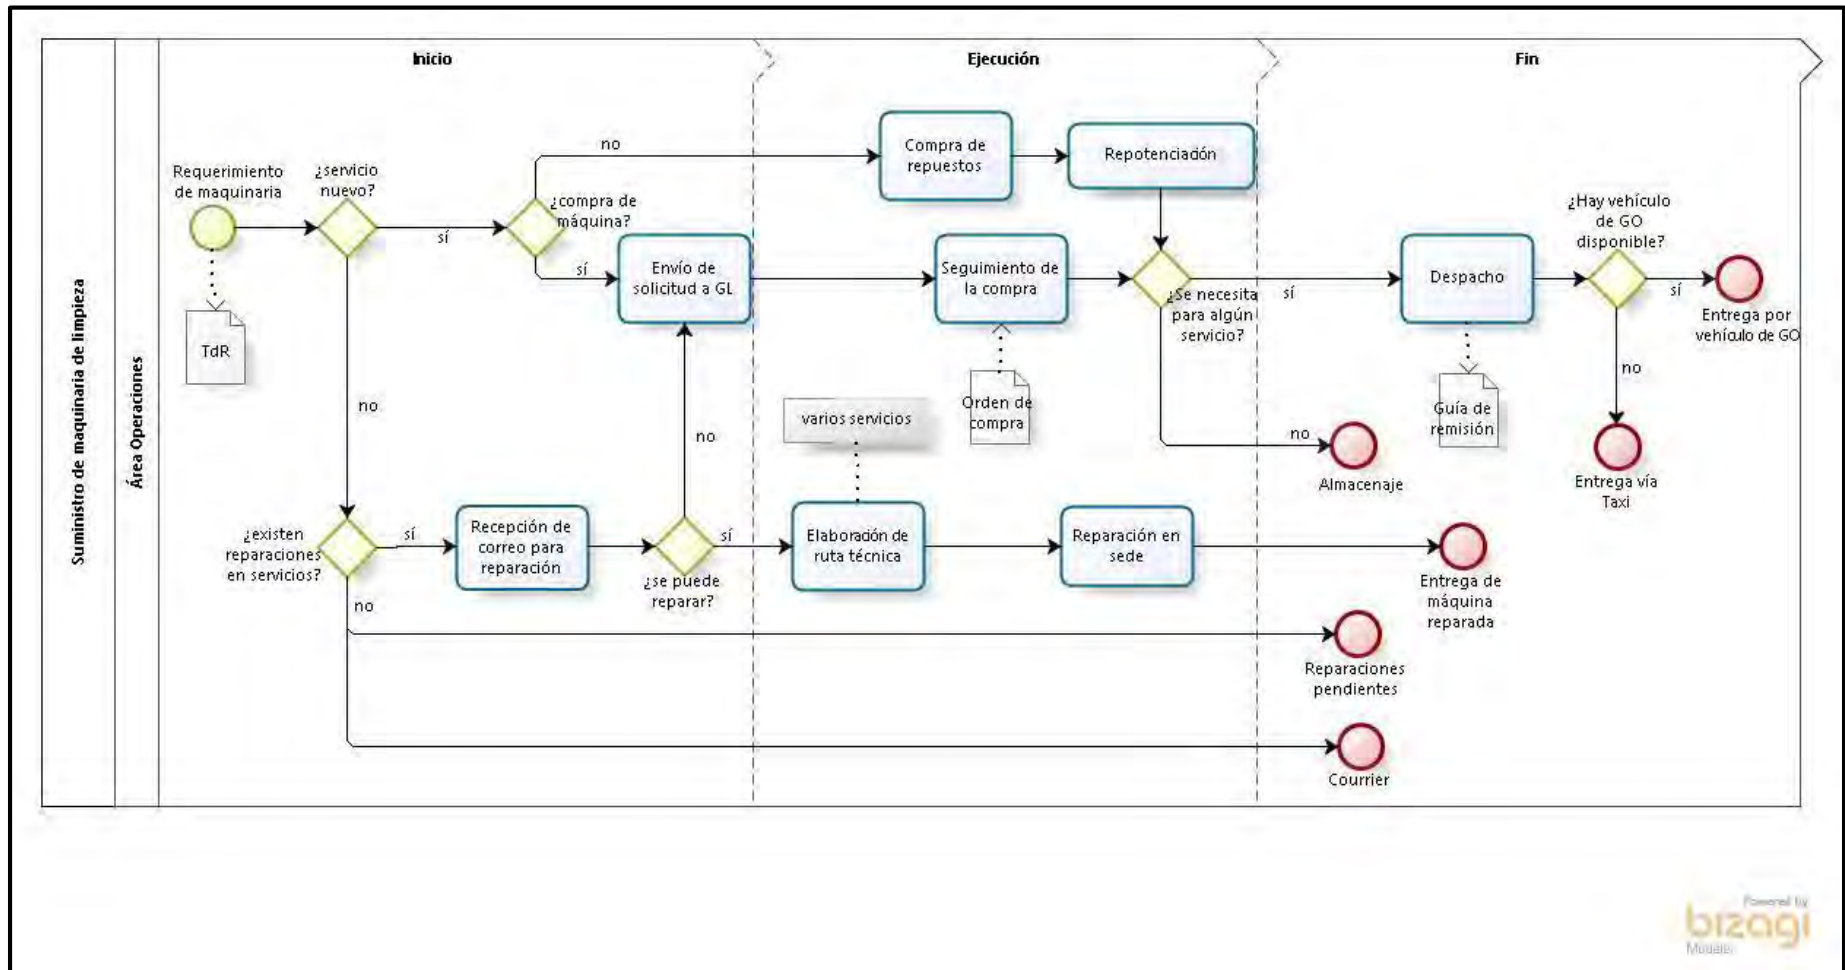 Suministro de maquinaria de limpieza
Área Operaciones
Inicio
Ejecución
Fin
Requerimiento
de maquinaria
TdR
¿servicio
nuevo?
sí
no
¿compra de
máquina?
no
sí
Envío de
solicitud a GL
Compra de
repuestos
Repotenciación
Seguimiento de
la compra
Orden de
compra
¿Se necesita
para algún
servicio?
sí
no
Almacenaje
Despacho
Guía de
remisión
¿Hay vehículo
de GO
disponible?
sí
Entrega por
vehículo de GO
no
Entrega vía
Taxi
¿existen
reparaciones
en servicios?
sí
no
Recepción de
correo para
reparación
¿se puede
reparar?
no
sí
varios servicios
Elaboración de
ruta técnica
Reparación en
sede
Entrega de
máquina
reparada
Reparaciones
pendientes
Courrier
Powered by
bizagi
Modeler